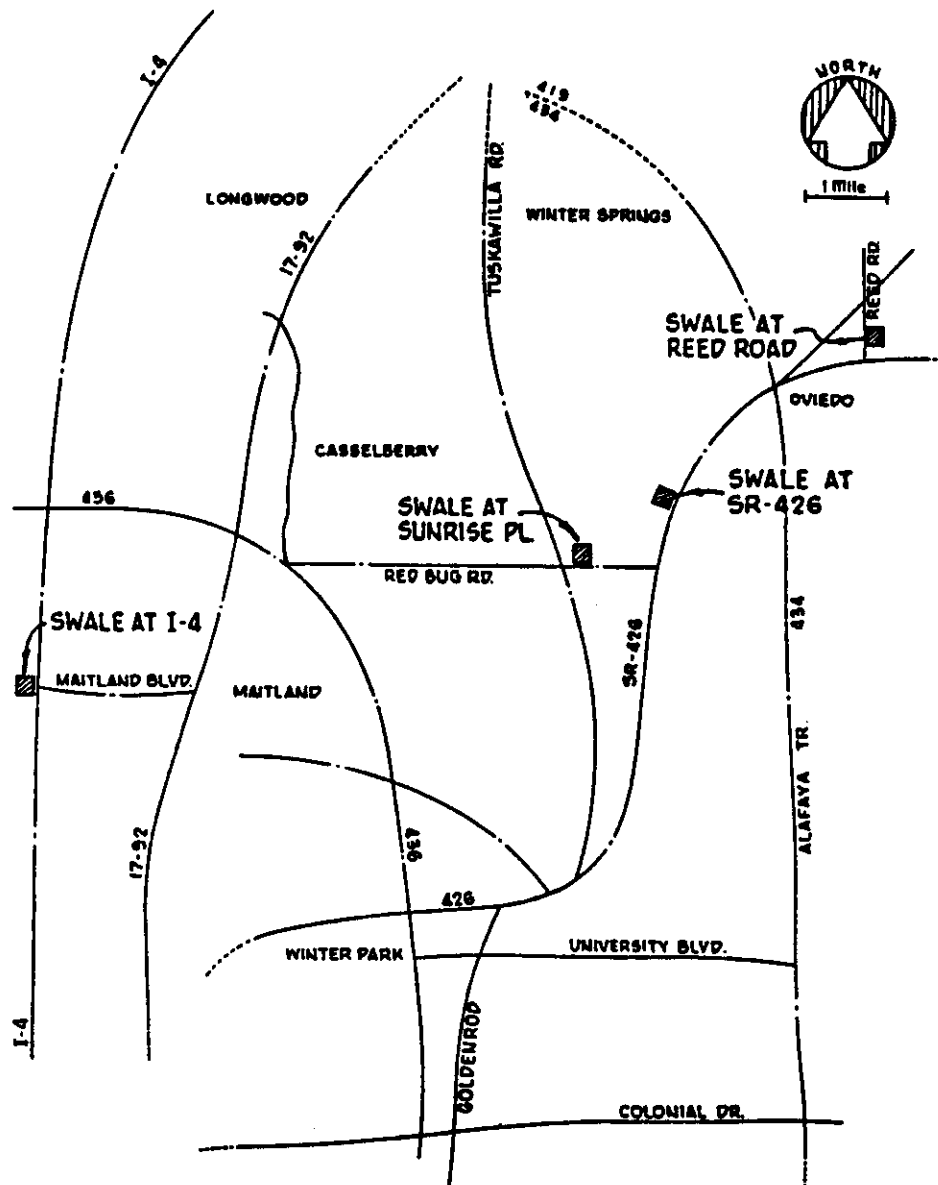 I-4
NORTH
419
434
1 Mile
LONGWOOD
17-92
TUSKAWILLA RD.
WINTER SPRINGS
REED RD.
SWALE AT
REED ROAD
OVIEDO
CASSELBERRY
436
SWALE AT
SUNRISE PL
SWALE AT
SR-426
RED BUG RD.
SWALE AT I-4
MAITLAND BLVD.
MAITLAND
SR-426
434
ALAFAYA TR.
17-92
436
426
WINTER PARK
UNIVERSITY BLVD.
I-4
GOLDENROD
COLONIAL DR.